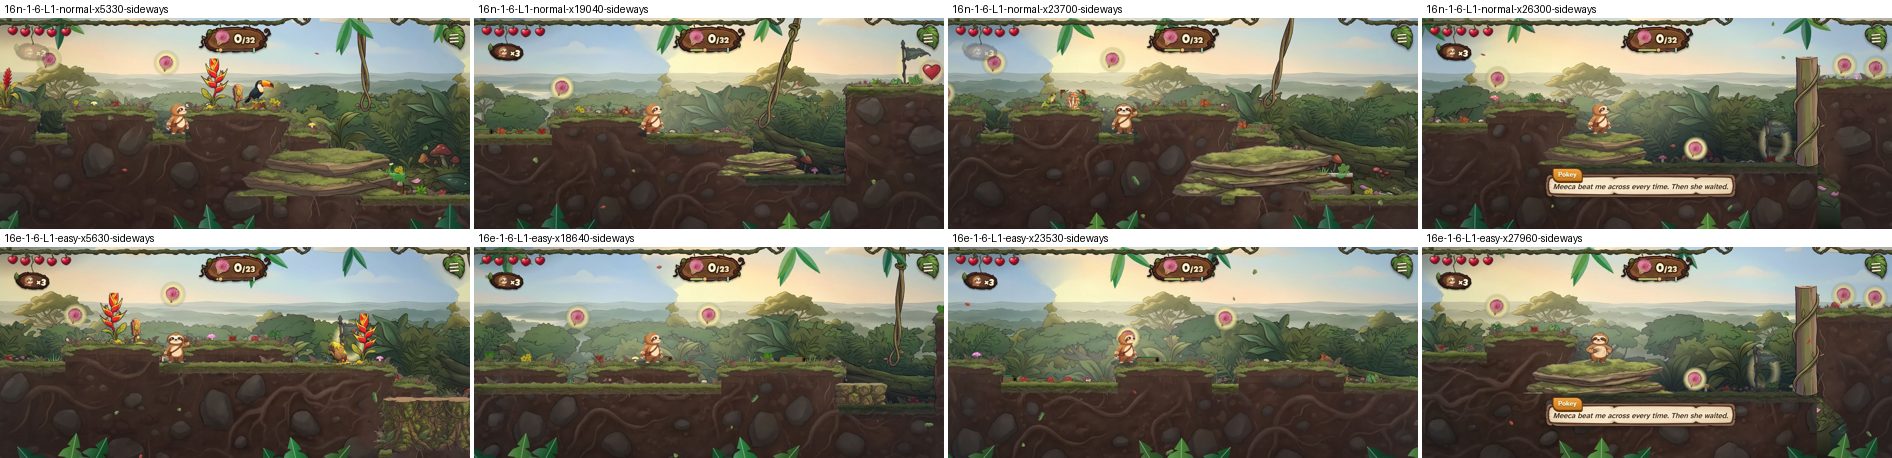 16n-1-6-L1-normal-x5330-sideways
×3
0/32
16n-1-6-L1-normal-x19040-sideways
×3
0/32
16n-1-6-L1-normal-x23700-sideways
×3
0/32
16n-1-6-L1-normal-x26300-sideways
×3
0/32
Pokey
Meeca beat me across every time. Then she waited.
16e-1-6-L1-easy-x5630-sideways
×3
0/23
16e-1-6-L1-easy-x18640-sideways
×3
0/23
16e-1-6-L1-easy-x23530-sideways
×3
0/23
16e-1-6-L1-easy-x27960-sideways
×3
0/23
Pokey
Meeca beat me across every time. Then she waited.